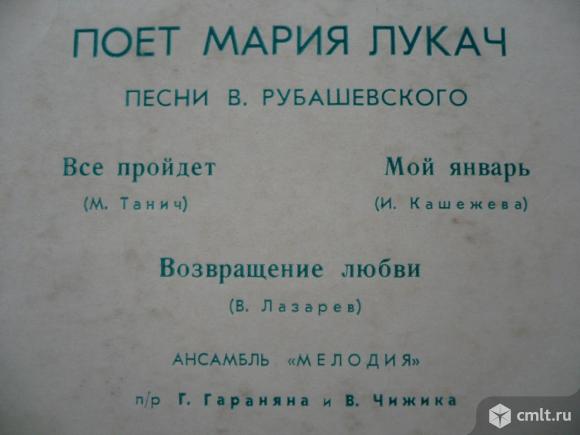 ПОЕТ МАРИЯ ЛУКАЧ
ПЕСНИ В. РУБАШЕВСКОГО
Все пройдет Мой январь
(М. Танич) (И. Кашежева)
Возвращение любви
(В. Лазарев)
АНСАМБЛЬ «МЕЛОДИЯ»
п/р Г. Гараняна и В. Чижика
cmlt.ru